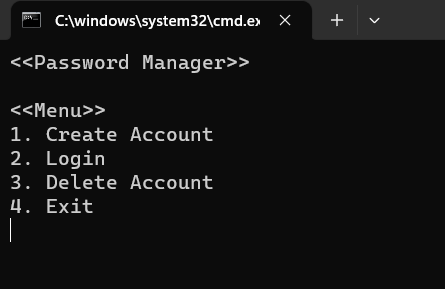 C:\windows\system32\cmd.ex
<<Password Manager>>
<<Menu>>
1. Create Account
2. Login
3. Delete Account
4. Exit